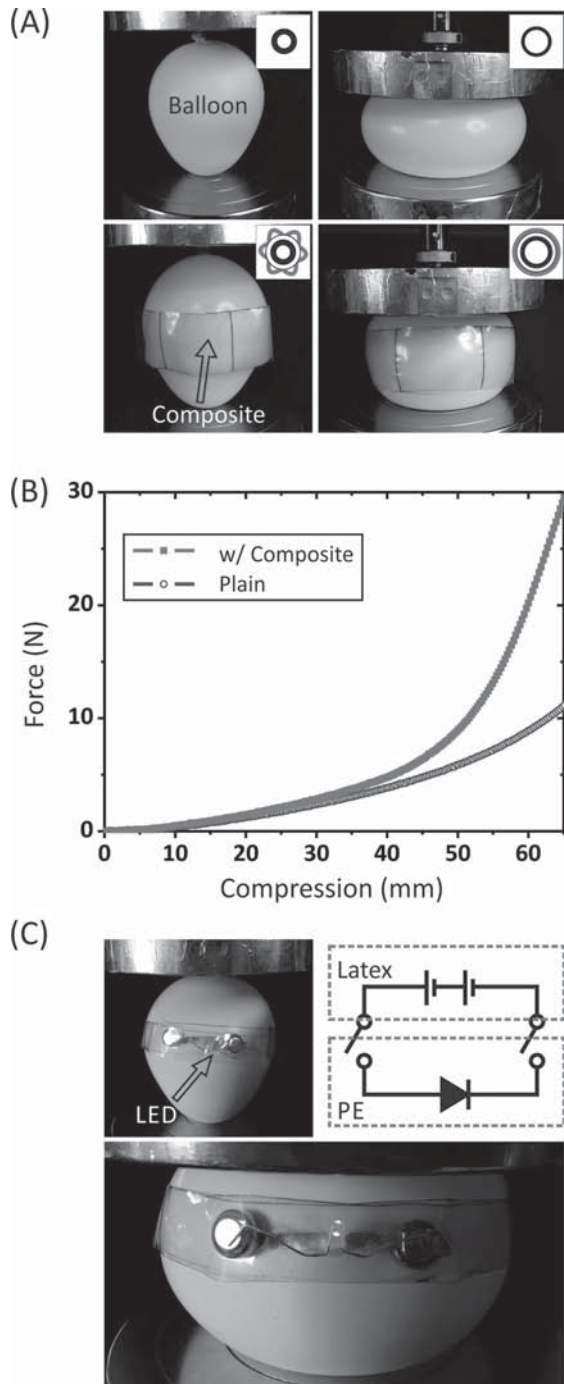 (A)
Balloon
Composite
(B)
30
20
10
0
Force (N)
w/ Composite
Plain
0 10 20 30 40 50 60
Compression (mm)
(C)
LED
Latex
PE